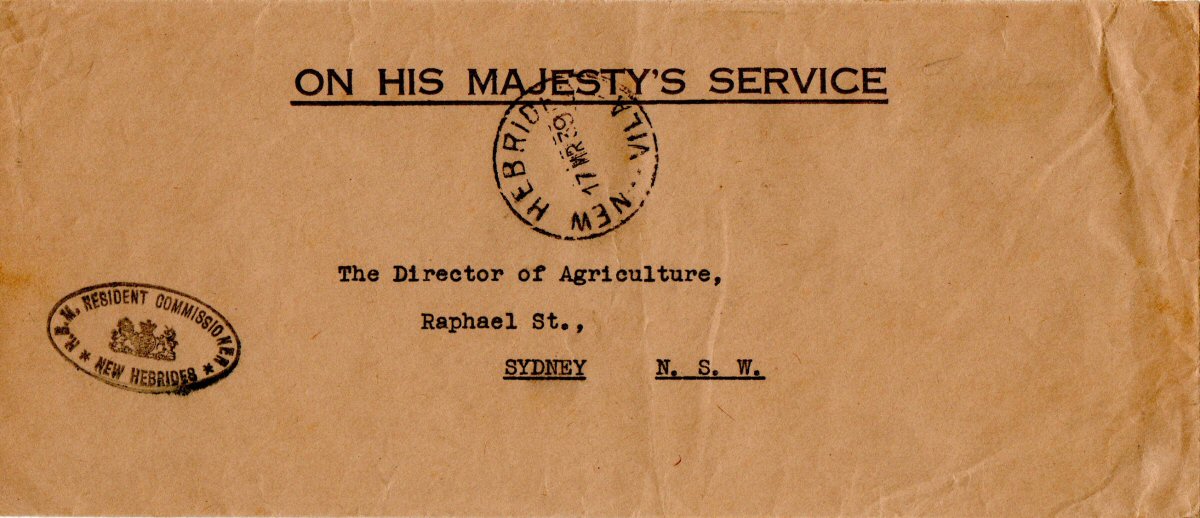 ON HIS MAJESTY'S SERVICE
VILA
NEW HEBRID
17 MR 39
The Director of Agriculture,
Raphael St.,
SYDNEY N. S. W.
H.B.M. RESIDENT COMMISSIONER
* NEW HEBRIDES *